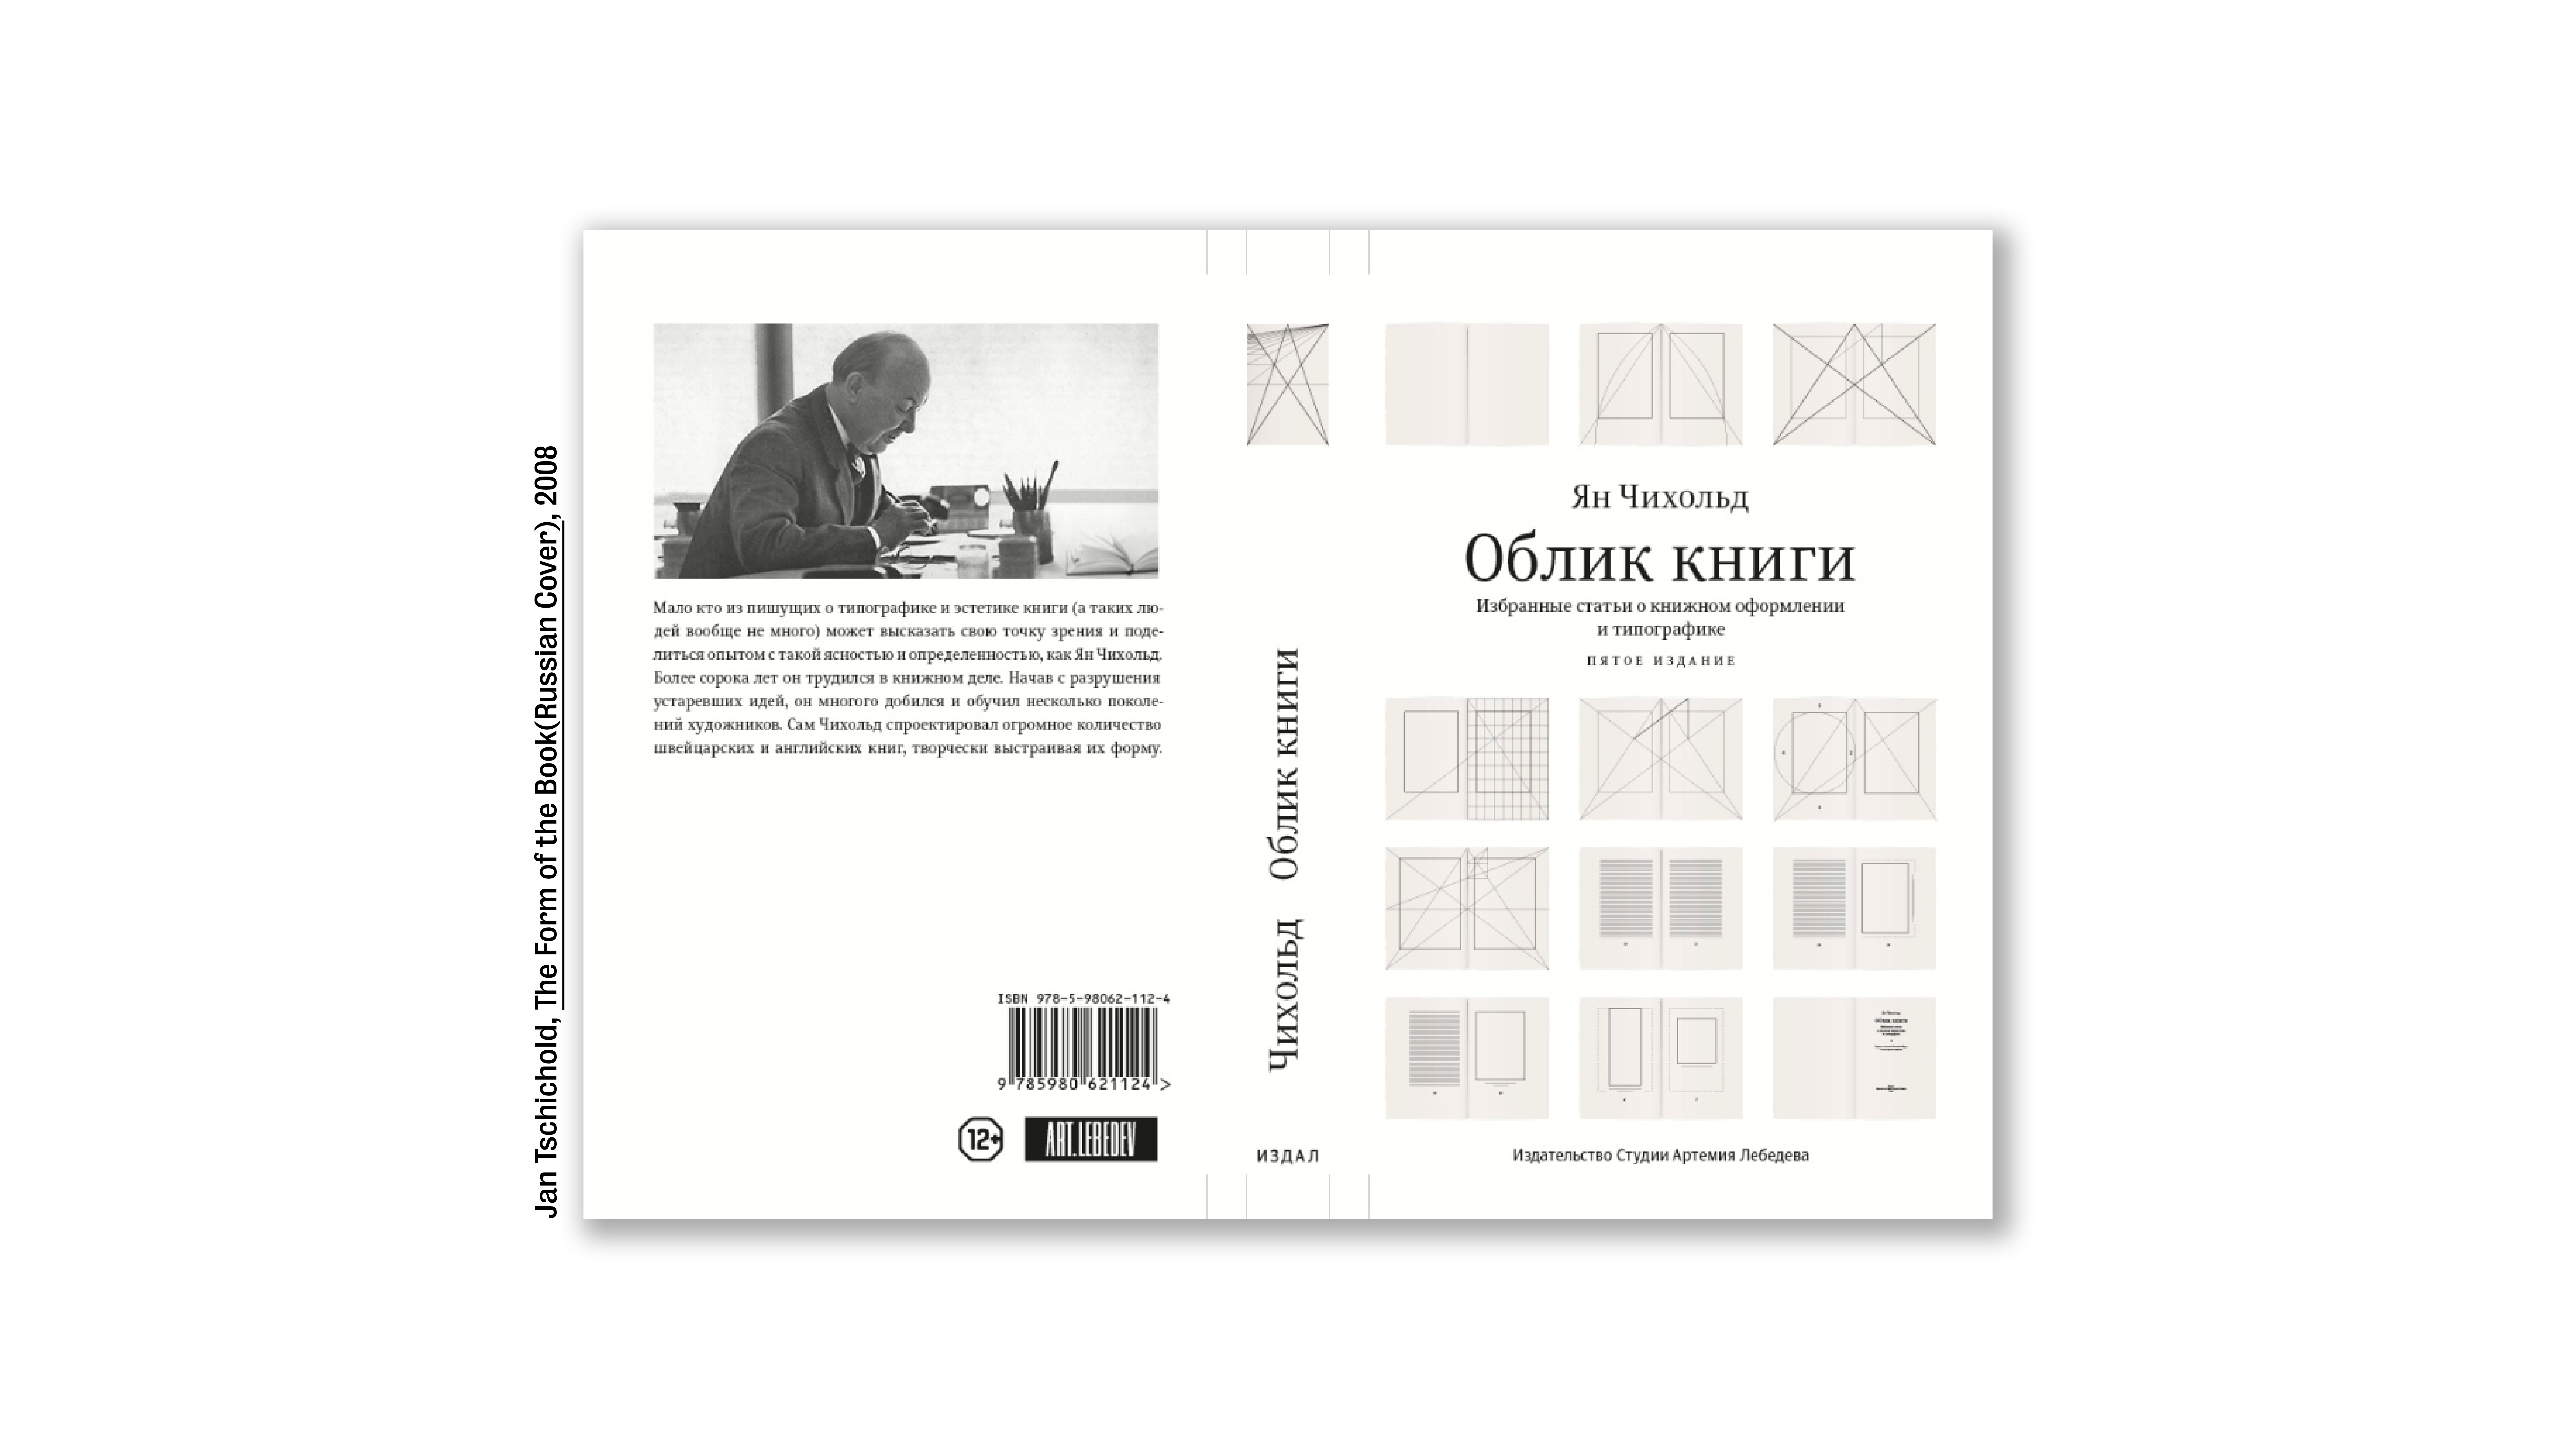 Jan Tschichold, The Form of the Book(Russian Cover), 2008
Мало кто из пишущих о типографике и эстетике книги (а таких лю-
дей вообще не много) может высказать свою точку зрения и поде-
литься опытом с такой ясностью и определенностью, как Ян Чихольд.
Более сорока лет он трудился в книжном деле. Начав с разрушения
устаревших идей, он многого добился и обучил несколько поколе-
ний художников. Сам Чихольд спроектировал огромное количество
швейцарских и английских книг, творчески выстраивая их форму.
ISBN 978-5-98062-112-4
9 785980 621124 >
12+
ART.LEBEDEV
Чихольд Облик книги
ИЗДАЛ
Ян Чихольд
Облик книги
Избранные статьи о книжном оформлении
и типографике
ПЯТОЕ ИЗДАНИЕ
Ян Чихольд
Облик книги
Издательство Студии Артемия Лебедева